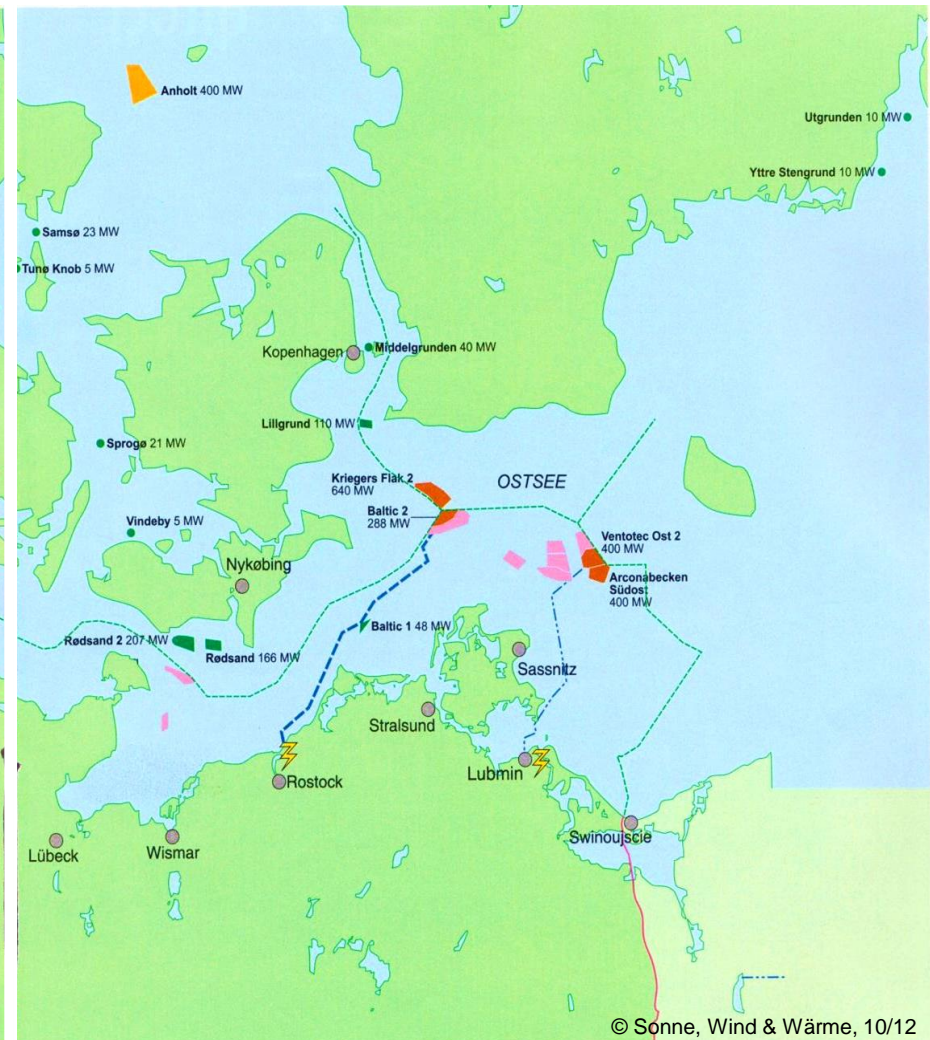 Anholt 400 MW
Utgrunden 10 MW
Yttre Stengrund 10 MW
Samsø 23 MW
Tunø Knob 5 MW
Kopenhagen
Middelgrunden 40 MW
Lillgrund 110 MW
Sprogø 21 MW
Kriegers Flak 2
640 MW
OSTSEE
Baltic 2
288 MW
Vindeby 5 MW
Ventotec Ost 2
400 MW
Nykøbing
Arconabecken
Südost
400 MW
Baltic 1 48 MW
Rødsand 2 207 MW
Rødsand 166 MW
Sassnitz
Stralsund
Lubmin
Rostock
Swinoujscie
Lübeck
Wismar
© Sonne, Wind & Wärme, 10/12